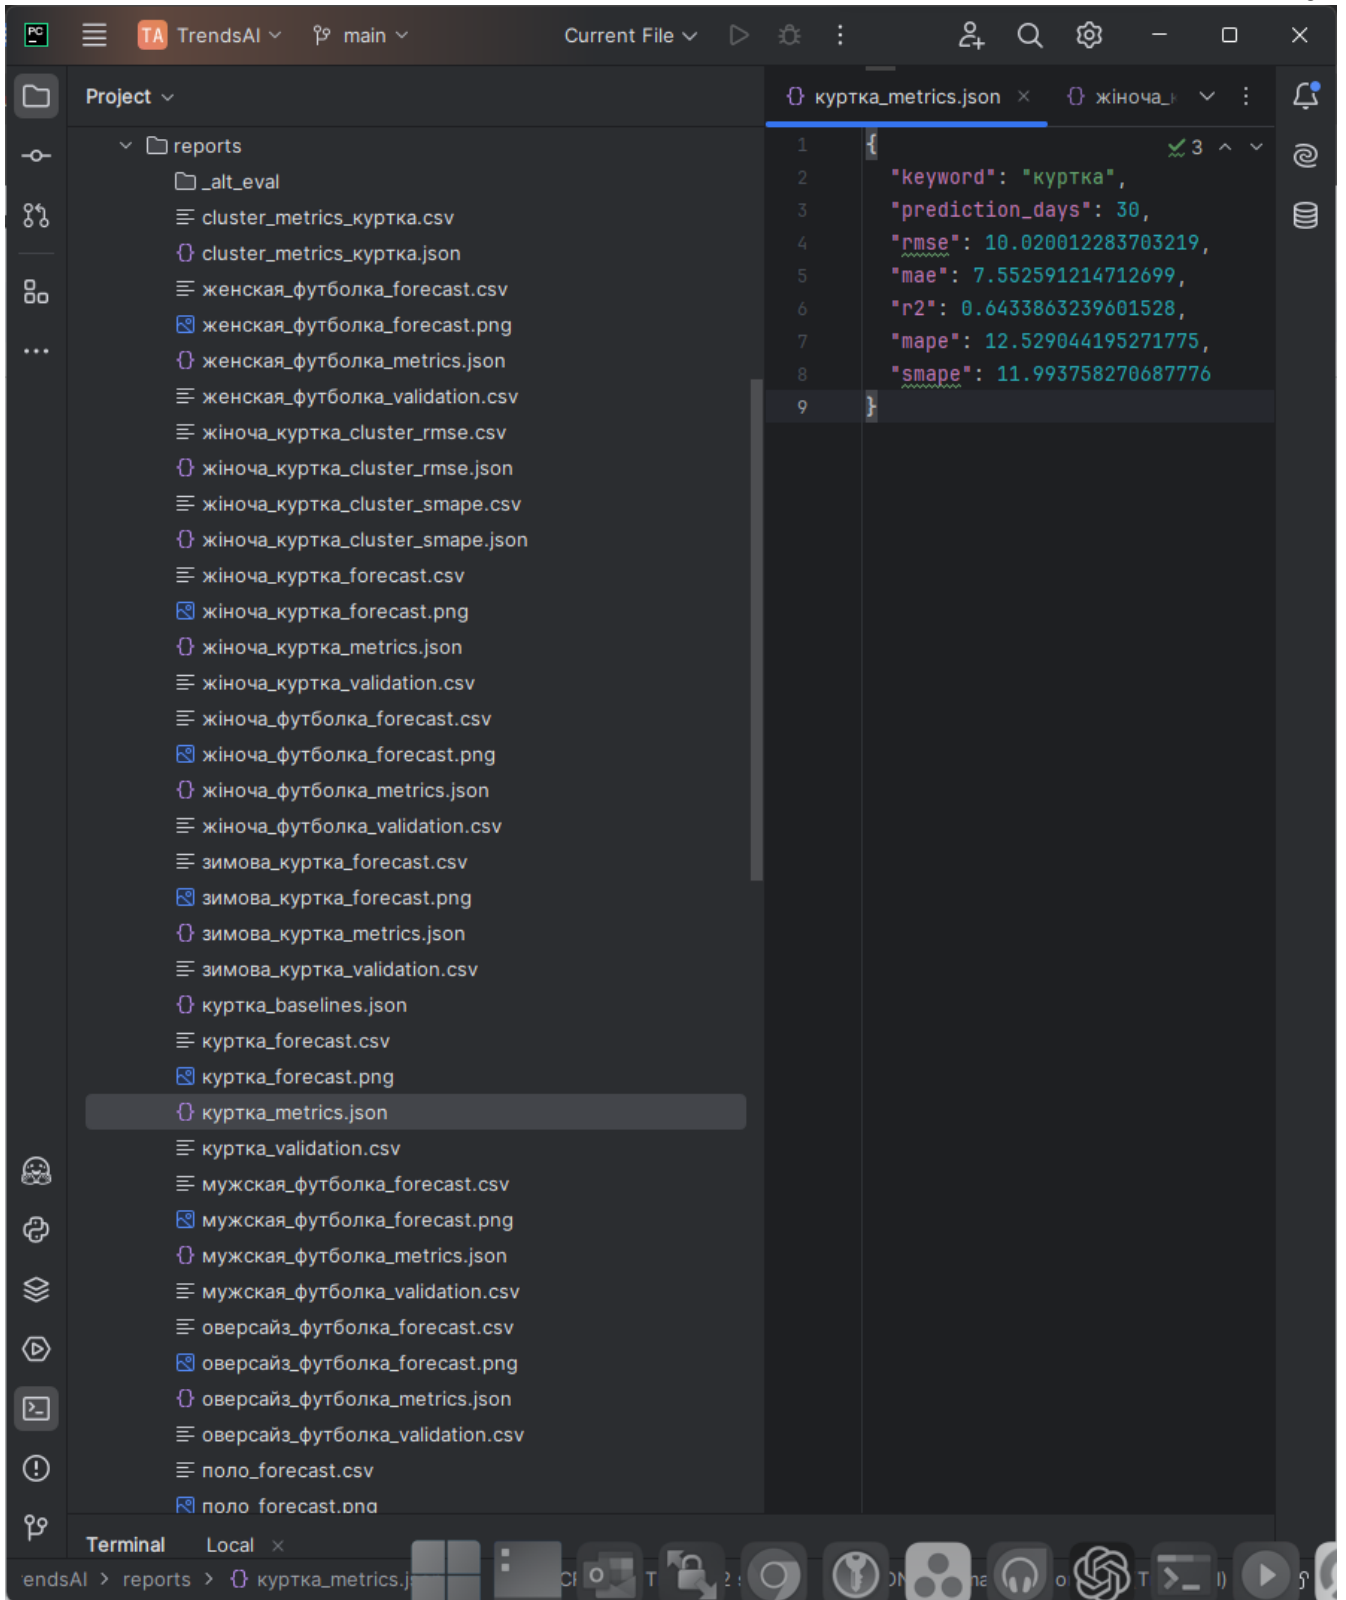 PC
TA TrendsAI main Current File
Project
куртка_metrics.json
reports
_alt_eval
cluster_metrics_куртка.csv
cluster_metrics_куртка.json
женская_футболка_forecast.csv
женская_футболка_forecast.png
женская_футболка_metrics.json
женская_футболка_validation.csv
жіноча_куртка_cluster_rmse.csv
жіноча_куртка_cluster_rmse.json
жіноча_куртка_cluster_smape.csv
жіноча_куртка_cluster_smape.json
жіноча_куртка_forecast.csv
жіноча_куртка_forecast.png
жіноча_куртка_metrics.json
жіноча_куртка_validation.csv
жіноча_футболка_forecast.csv
жіноча_футболка_forecast.png
жіноча_футболка_metrics.json
жіноча_футболка_validation.csv
зимова_куртка_forecast.csv
зимова_куртка_forecast.png
зимова_куртка_metrics.json
зимова_куртка_validation.csv
куртка_baselines.json
куртка_forecast.csv
куртка_forecast.png
куртка_metrics.json
куртка_validation.csv
мужская_футболка_forecast.csv
мужская_футболка_forecast.png
мужская_футболка_metrics.json
мужская_футболка_validation.csv
оверсайз_футболка_forecast.csv
оверсайз_футболка_forecast.png
оверсайз_футболка_metrics.json
оверсайз_футболка_validation.csv
поло_forecast.csv
поло_forecast.png
1 { 3
2 "keyword": "куртка",
3 "prediction_days": 30,
4 "rmse": 10.020012283703219,
5 "mae": 7.552591214712699,
6 "r2": 0.6433863239601528,
7 "mape": 12.529044195271775,
8 "smape": 11.993758270687776
9 }
Terminal Local
reports